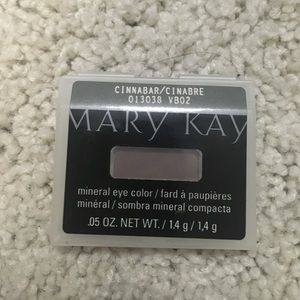 CINNABAR/CINABRE
013038 VB02
MARY KAY
mineral eye color / fard à paupières
minéral / sombra mineral compacta
.05 OZ. NET WT. / 1.4 g / 1,4 g